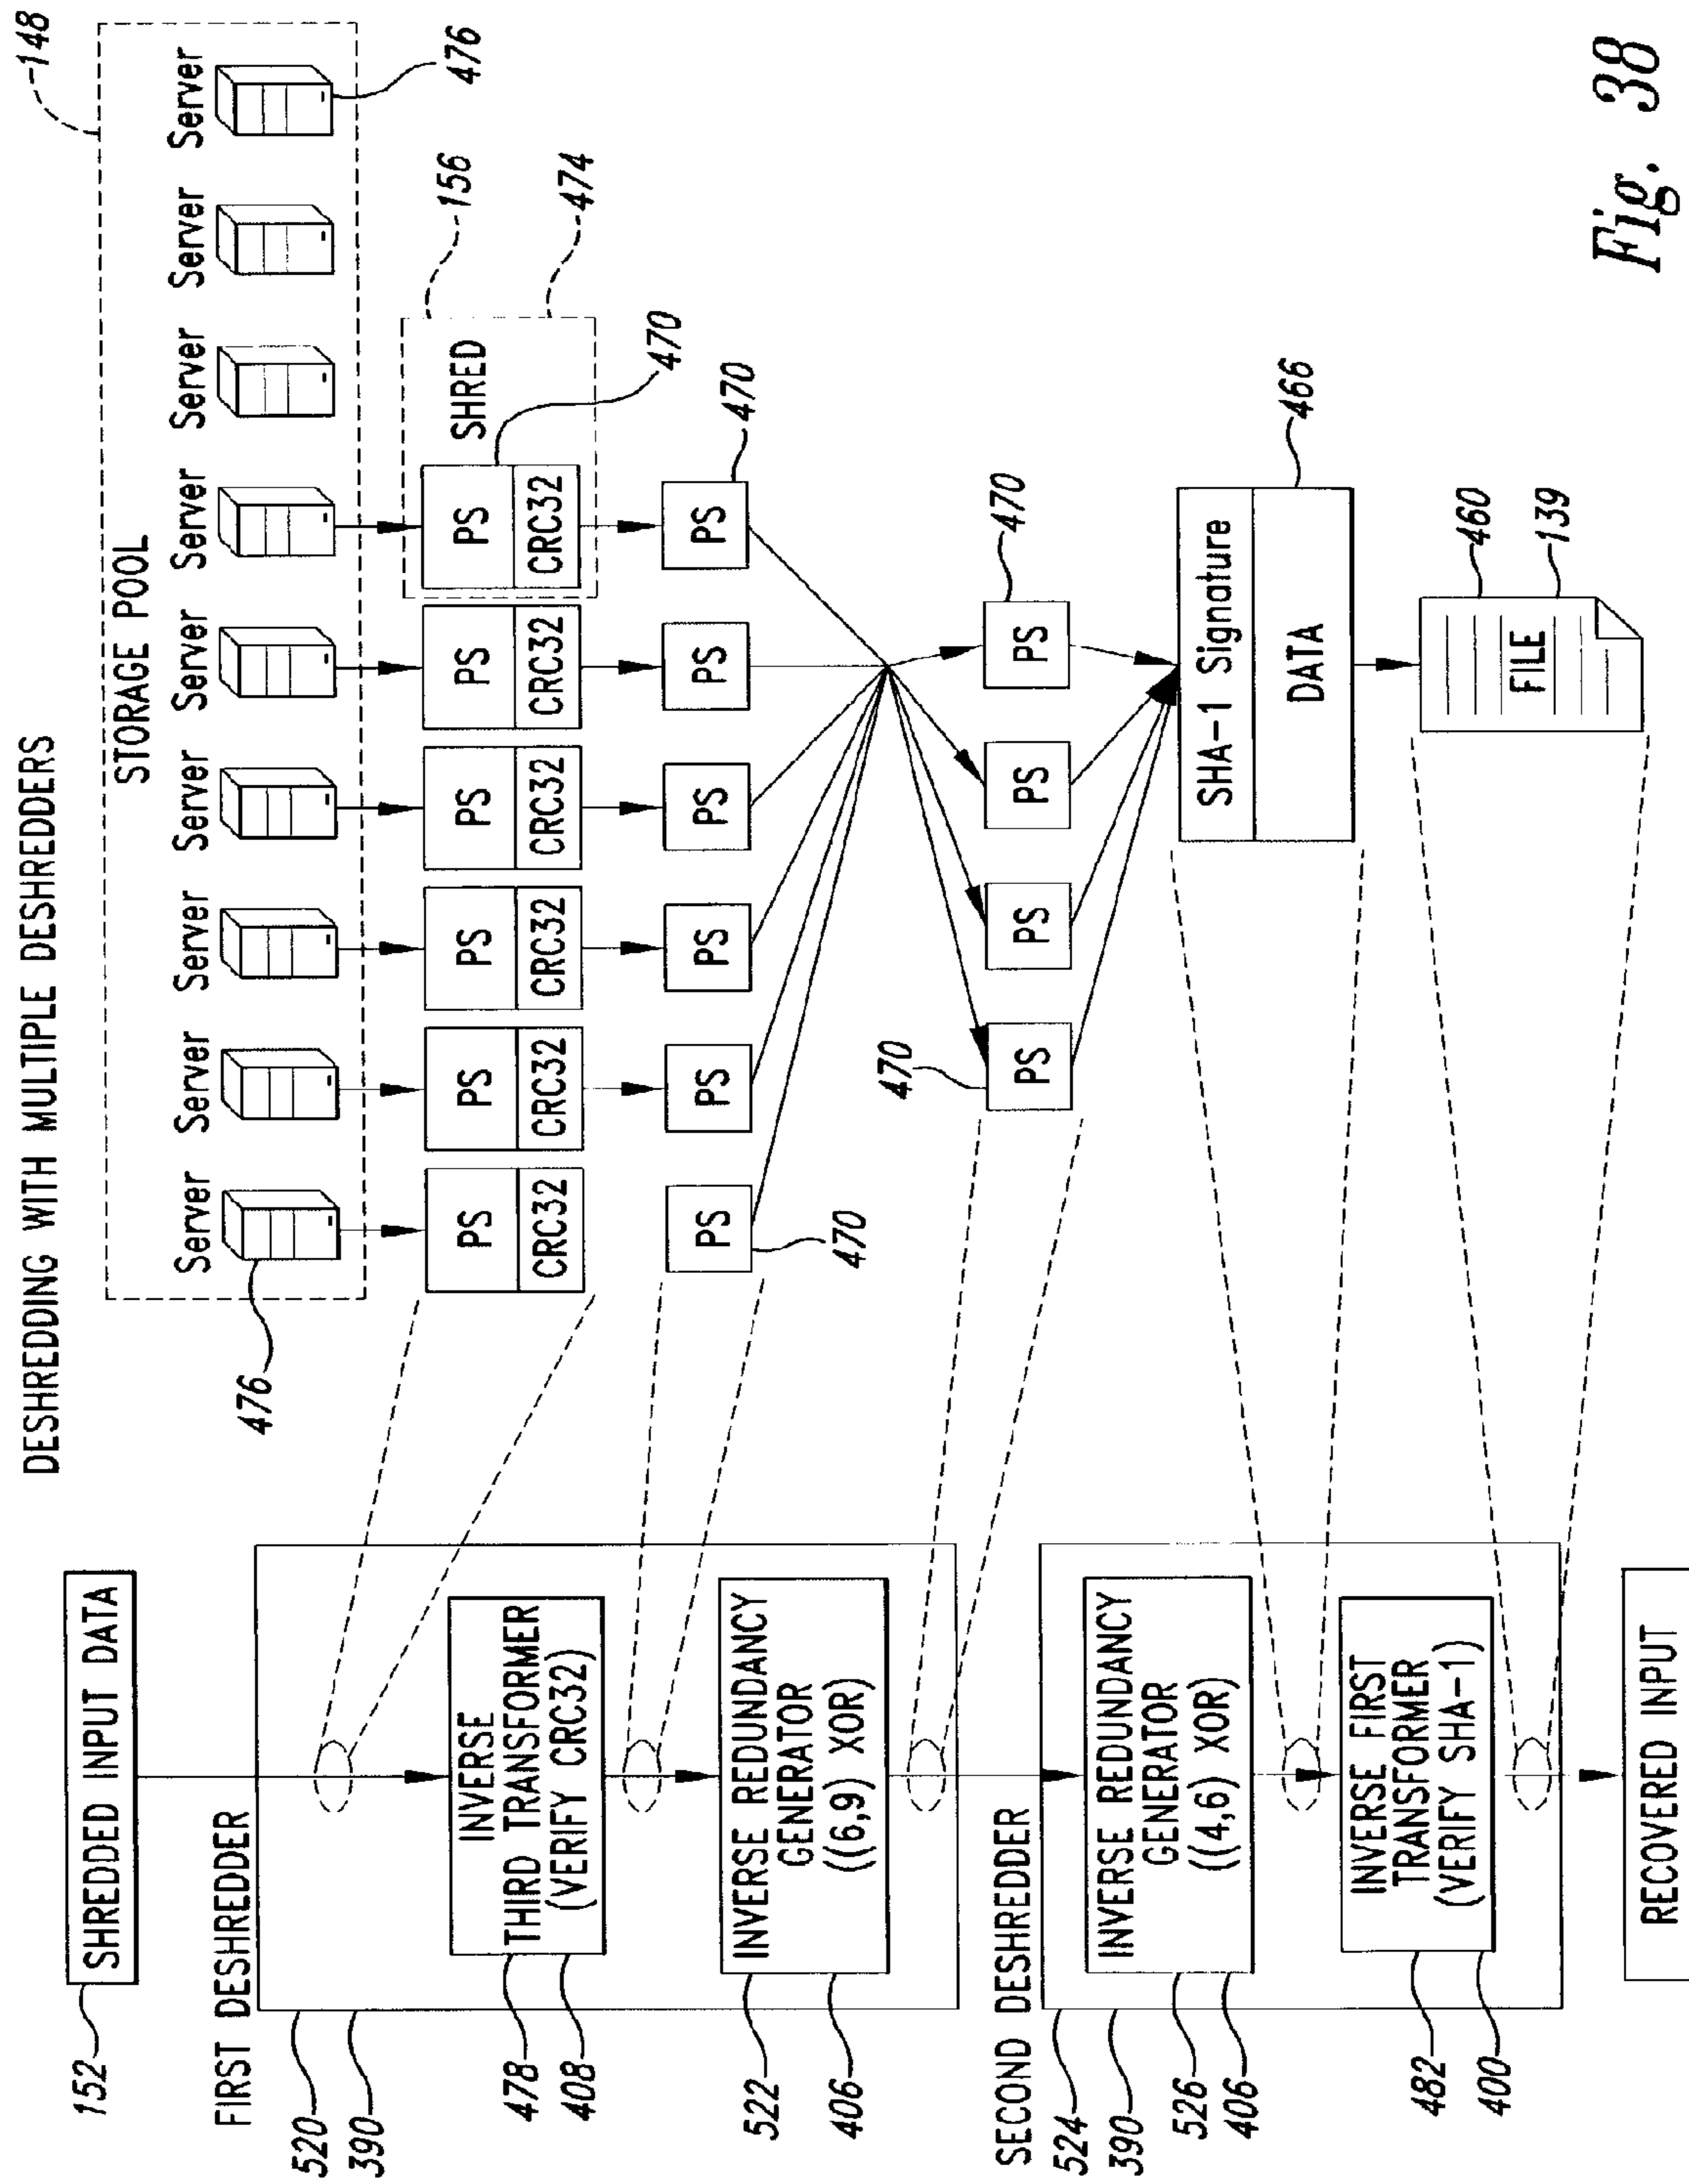 DESHREDDING WITH MULTIPLE DESHREDDERS
152
SHREDDED INPUT DATA
FIRST DESHREDDER
520
390
INVERSE
THIRD TRANSFORMER
(VERIFY CRC32)
478
408
INVERSE REDUNDANCY
GENERATOR
((6,9) XOR)
522
406
SECOND DESHREDDER
524
390
INVERSE REDUNDANCY
GENERATOR
((4,6) XOR)
526
406
INVERSE FIRST
TRANSFORMER
(VERIFY SHA-1)
482
400
RECOVERED INPUT
148
STORAGE POOL
Server
Server
Server
Server
Server
Server
Server
Server
Server
476
476
PS
CRC32
PS
CRC32
PS
CRC32
PS
CRC32
PS
CRC32
PS
CRC32
SHRED
156
474
470
PS
PS
PS
PS
PS
PS
470
470
PS
PS
PS
PS
470
470
SHA-1 Signature
DATA
466
FILE
460
139
Fig. 38